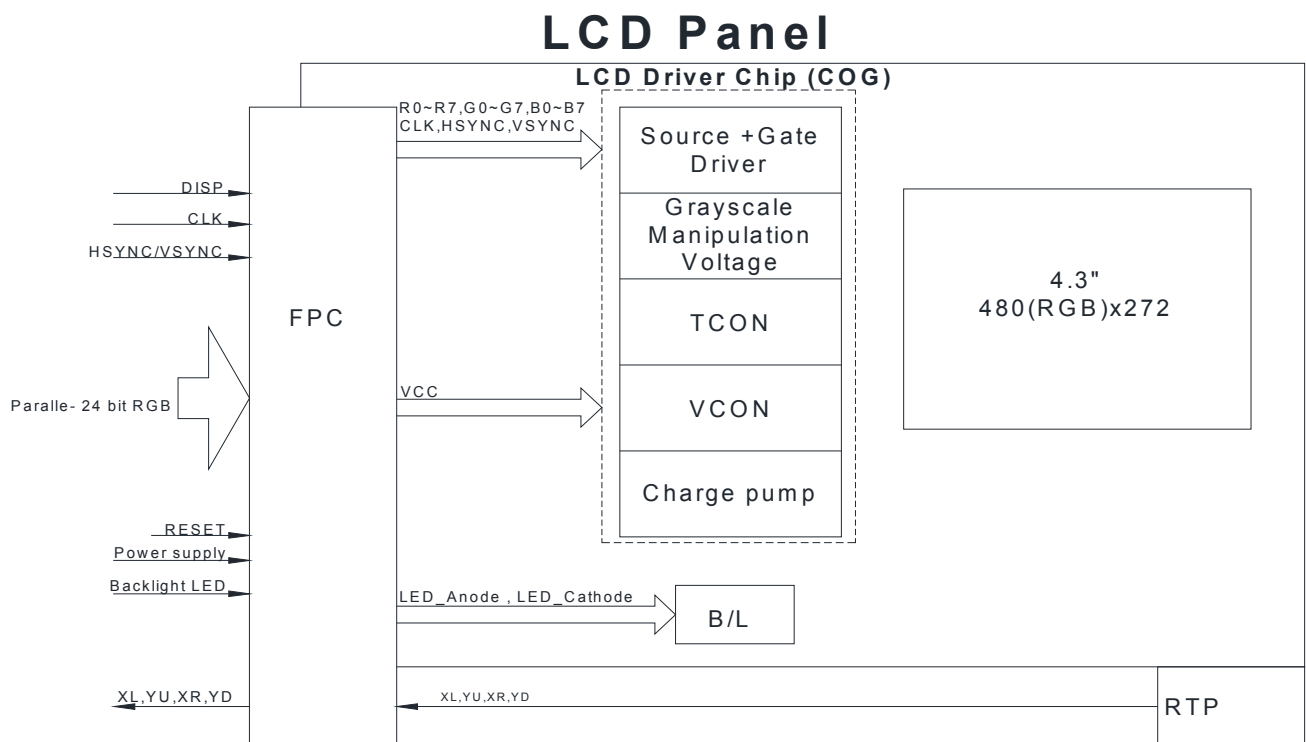 LCD Panel
LCD Driver Chip (COG)
R0~R7,G0~G7,B0~B7
CLK,HSYNC,VSYNC
Source +Gate
Driver
DISP
CLK
HSYNC/VSYNC
Grayscale
Manipulation
Voltage
4.3"
480(RGB)x272
FPC
TCON
Paralle- 24 bit RGB
VCC
VCON
Charge pump
RESET
Power supply
Backlight LED
LED_Anode , LED_Cathode
B/L
XL,YU,XR,YD
XL,YU,XR,YD
RTP